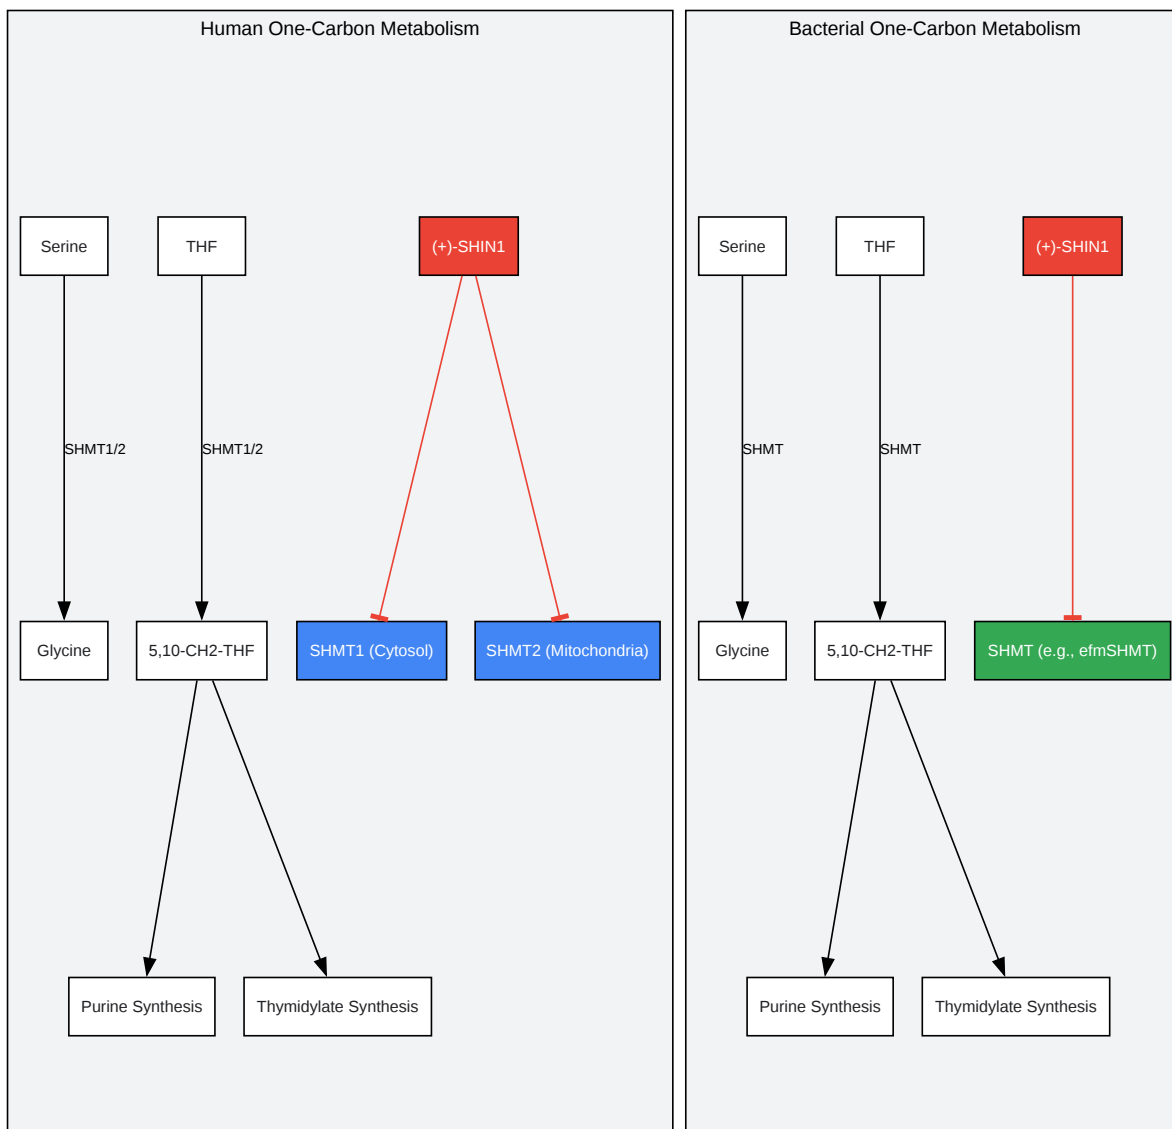 Human One-Carbon Metabolism
Serine
THF
(+)-SHIN1
SHMT1/2
SHMT1/2
Glycine
5,10-CH2-THF
SHMT1 (Cytosol)
SHMT2 (Mitochondria)
Purine Synthesis
Thymidylate Synthesis
Bacterial One-Carbon Metabolism
Serine
THF
(+)-SHIN1
SHMT
SHMT
Glycine
5,10-CH2-THF
SHMT (e.g., efmSHMT)
Purine Synthesis
Thymidylate Synthesis